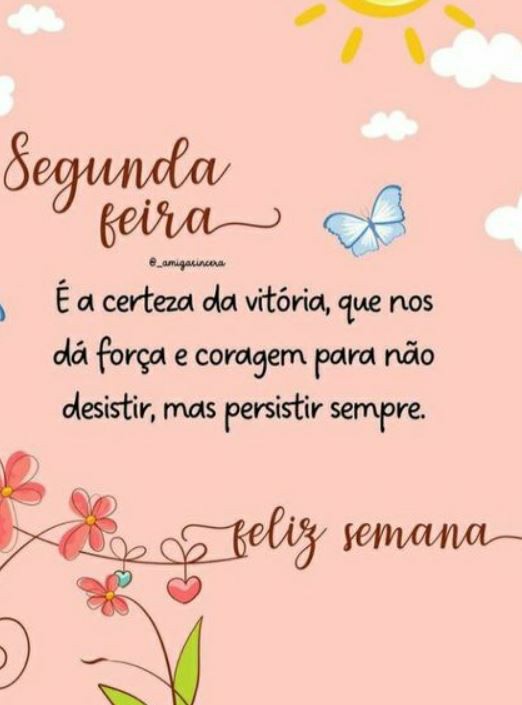 Segunda
feira
@_amigasincera
É a certeza da vitória, que nos
dá força e coragem para não
desistir, mas persistir sempre.
feliz semana